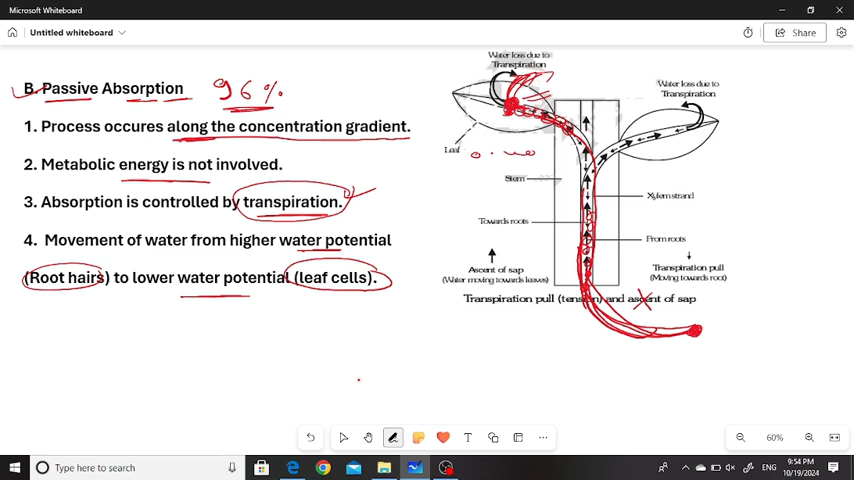 Microsoft Whiteboard
Untitled whiteboard
Share
B. Passive Absorption 96%
1. Process occures along the concentration gradient.
2. Metabolic energy is not involved.
3. Absorption is controlled by transpiration.
4. Movement of water from higher water potential
(Root hairs) to lower water potential (leaf cells).
Water loss due to
Transpiration
Water loss due to
Transpiration
Leaf
Stem
Xylem strand
Towards roots
From roots
Ascent of sap
(Water moving towards leaves)
Transpiration pull
(Moving towards root)
Transpiration pull (tension) and ascent of sap
60%
Type here to search
ENG
9:54 PM
10/19/2024